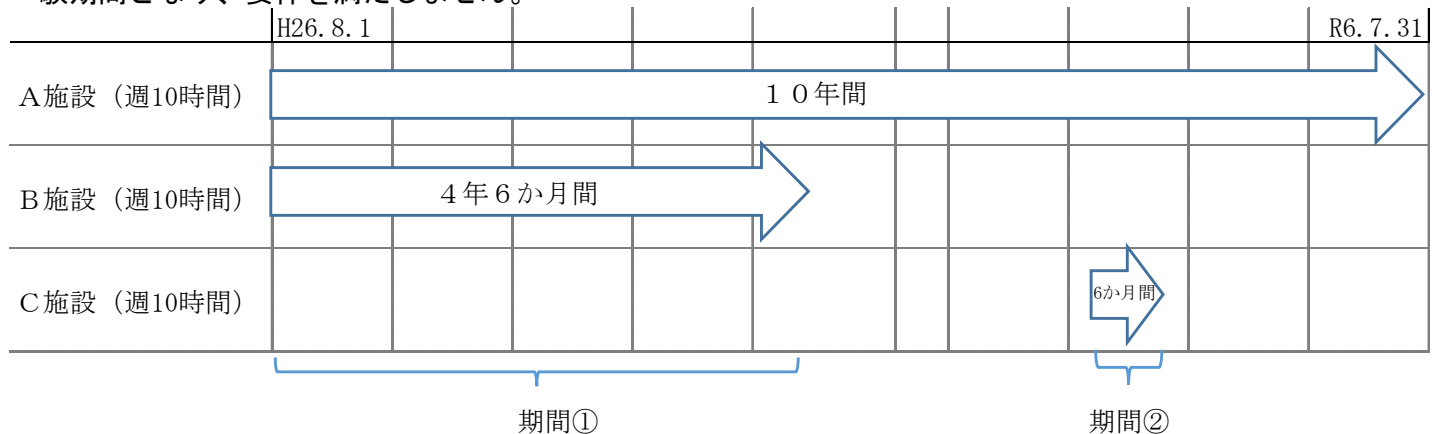 H26.8.1 R6.7.31
A施設（週10時間） １０年間
B施設（週10時間） ４年６か月間
C施設（週10時間） 6か月間
期間① 期間②